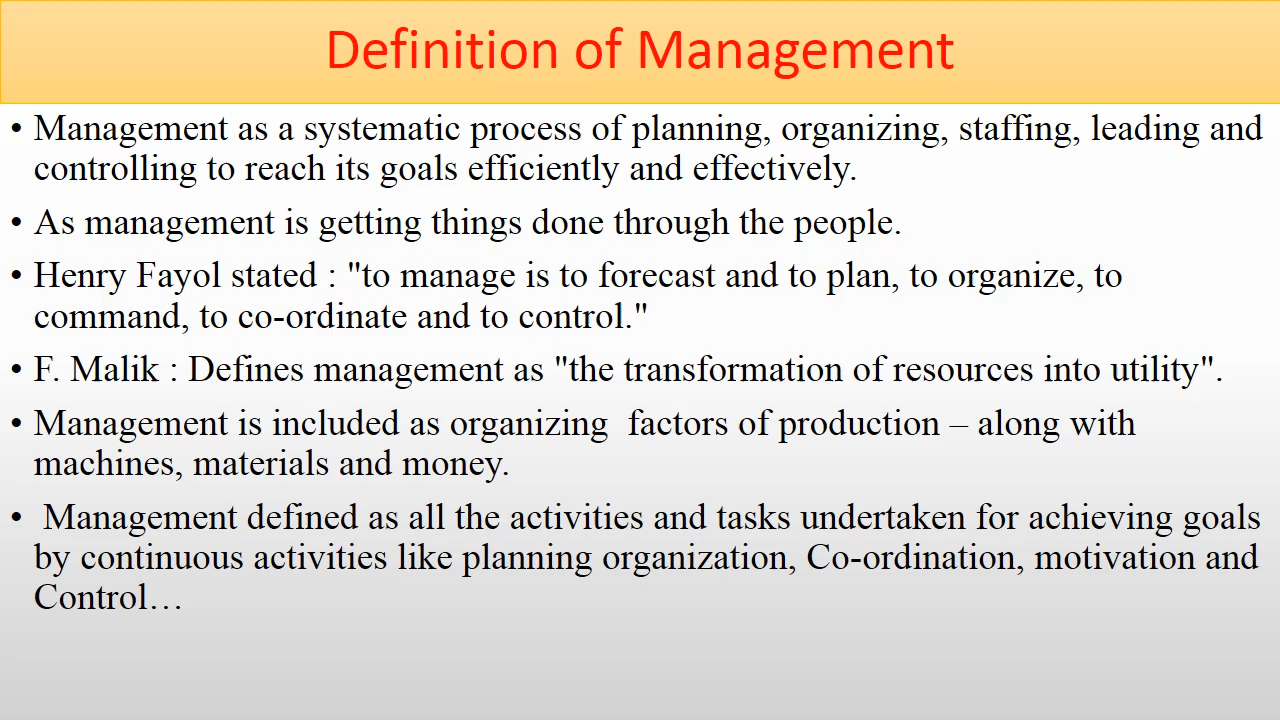 Definition of Management
• Management as a systematic process of planning, organizing, staffing, leading and
controlling to reach its goals efficiently and effectively.
• As management is getting things done through the people.
• Henry Fayol stated : "to manage is to forecast and to plan, to organize, to
command, to co-ordinate and to control."
• F. Malik : Defines management as "the transformation of resources into utility".
• Management is included as organizing  factors of production – along with
machines, materials and money.
•  Management defined as all the activities and tasks undertaken for achieving goals
by continuous activities like planning organization, Co-ordination, motivation and
Control…